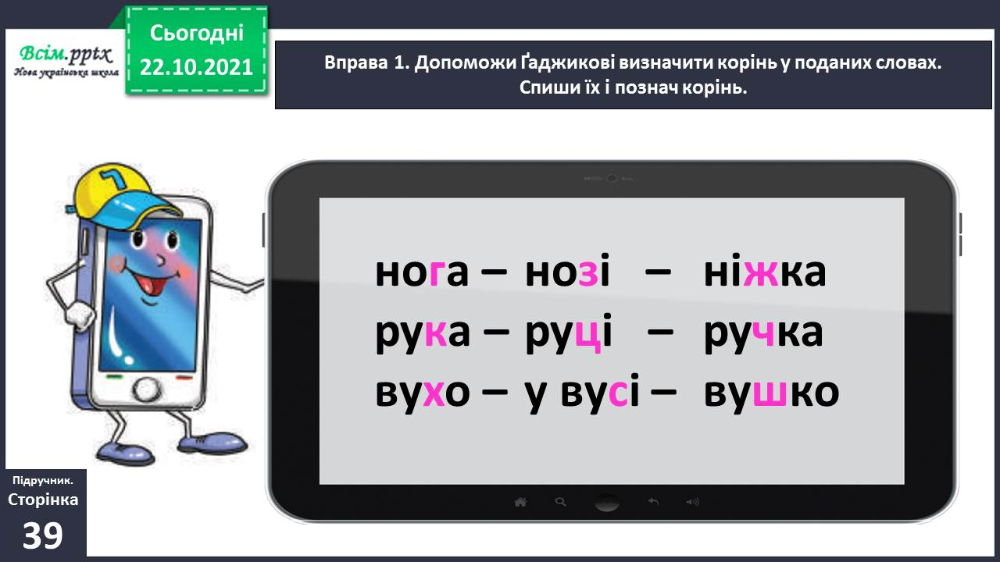 Всім.pptx
Нова українська школа
Сьогодні
22.10.2021
Вправа 1. Допоможи Ґаджикові визначити корінь у поданих словах.
Спиши їх і познач корінь.
нога – нозі – ніжка
рука – руці – ручка
вухо – у вусі – вушко
Підручник.
Сторінка
39